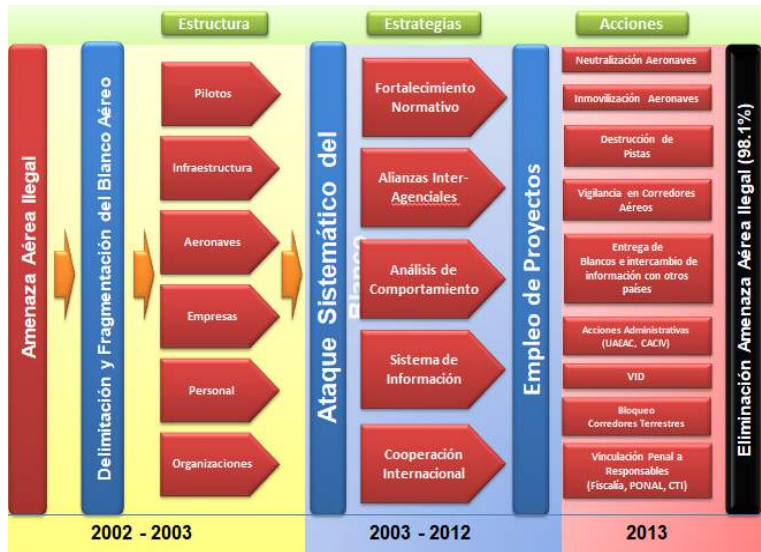 Estructura
Estrategias
Acciones
Amenaza Aérea Ilegal
Delimitación y Fragmentación del Blanco Aéreo
Pilotos
Infraestructura
Aeronaves
Empresas
Personal
Organizaciones
Ataque Sistemático del
Blanco
Fortalecimiento
Normativo
Alianzas Inter-
Agenciales
Análisis de
Comportamiento
Sistema de
Información
Cooperación
Internacional
Empleo de Proyectos
Neutralización Aeronaves
Inmovilización Aeronaves
Destrucción de
Pistas
Vigilancia en Corredores
Aéreos
Entrega de
Blancos e intercambio de
información con otros
países
Acciones Administrativas
(UAEAC, CACIV)
VID
Bloqueo
Corredores Terrestres
Vinculación Penal a
Responsables
(Fiscalía, PONAL, CTI)
Eliminación Amenaza Aérea Ilegal (98.1%)
2002 - 2003
2003 - 2012
2013